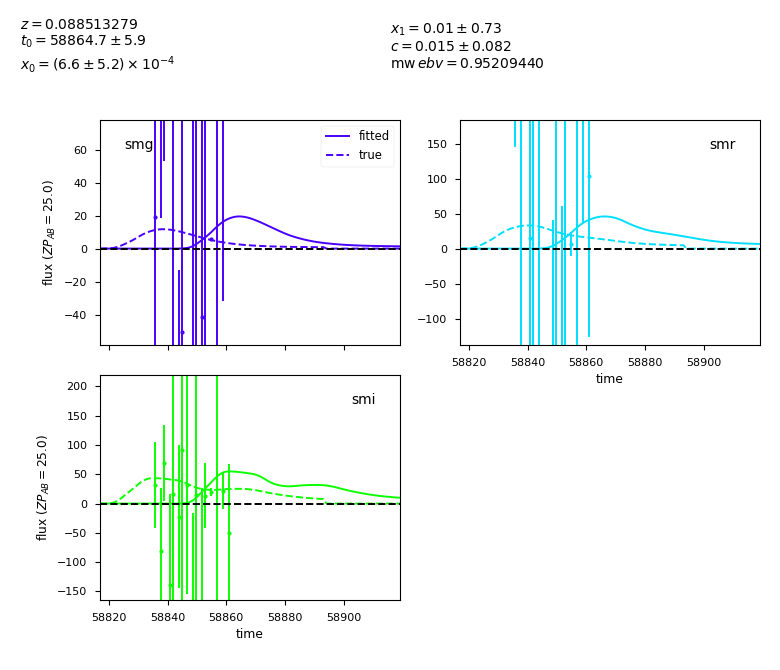 z = 0.088513279
t₀ = 58864.7 ± 5.9
x₀ = (6.6 ± 5.2) × 10⁻⁴
x₁ = 0.01 ± 0.73
c = 0.015 ± 0.082
mw ebv = 0.95209440
smg
fitted
true
60
40
20
0
−20
−40
flux (ZP_AB = 25.0)
smr
150
100
50
0
−50
−100
58820 58840 58860 58880 58900
time
smi
200
150
100
50
0
−50
−100
−150
flux (ZP_AB = 25.0)
58820 58840 58860 58880 58900
time